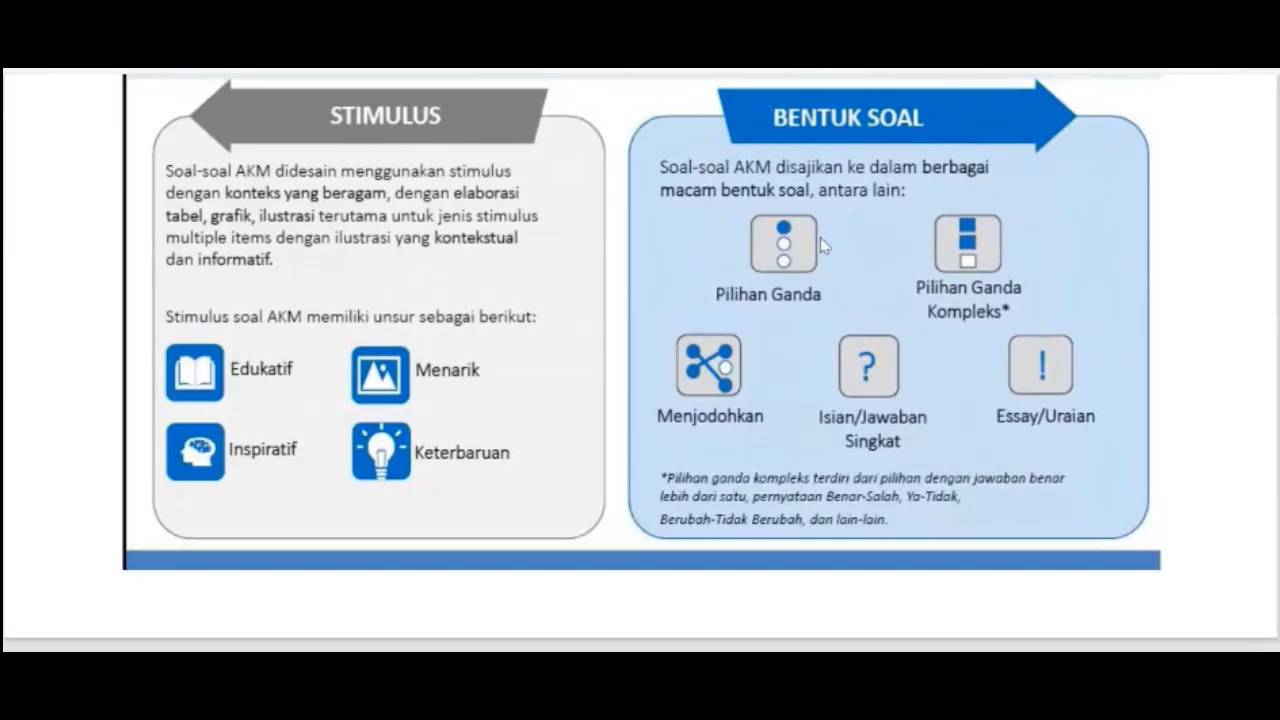 STIMULUS
Soal-soal AKM didesain menggunakan stimulus
dengan konteks yang beragam, dengan elaborasi
tabel, grafik, ilustrasi terutama untuk jenis stimulus
multiple items dengan ilustrasi yang kontekstual
dan informatif.
Stimulus soal AKM memiliki unsur sebagai berikut:
Edukatif
Menarik
Inspiratif
Keterbaruan
BENTUK SOAL
Soal-soal AKM disajikan ke dalam berbagai
macam bentuk soal, antara lain:
Pilihan Ganda
Pilihan Ganda
Kompleks*
?
!
Menjodohkan
Isian/Jawaban
Singkat
Essay/Uraian
*Pilihan ganda kompleks terdiri dari pilihan dengan jawaban benar
lebih dari satu, pernyataan Benar-Salah, Ya-Tidak,
Berubah-Tidak Berubah, dan lain-lain.